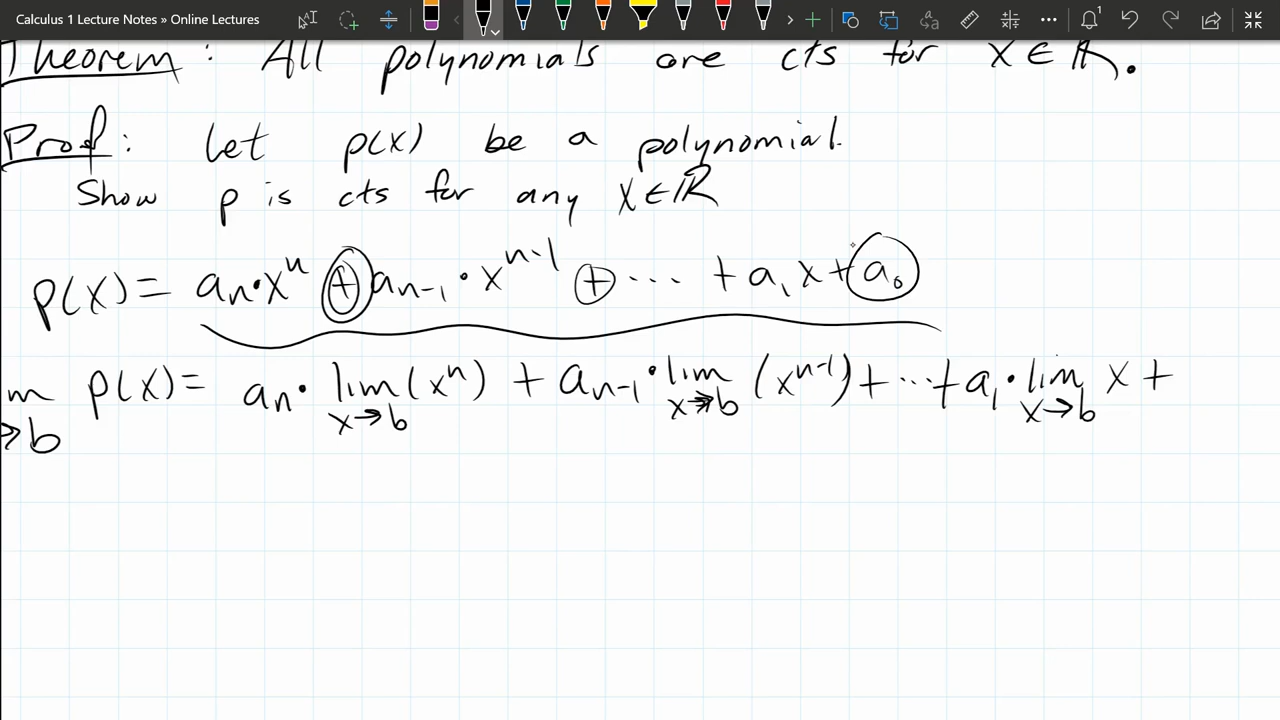 Calculus 1 Lecture Notes » Online Lectures
Theorem: All polynomials are cts for x∈ℝ.
Proof: Let p(x) be a polynomial.
Show p is cts for any x∈ℝ
p(x) = aₙ·xⁿ + aₙ₋₁·xⁿ⁻¹ + ··· + a₁x + a₀
m p(x) = aₙ· lim (xⁿ) + aₙ₋₁· lim (xⁿ⁻¹) + ··· + a₁· lim x +
→b x→b x→b x→b